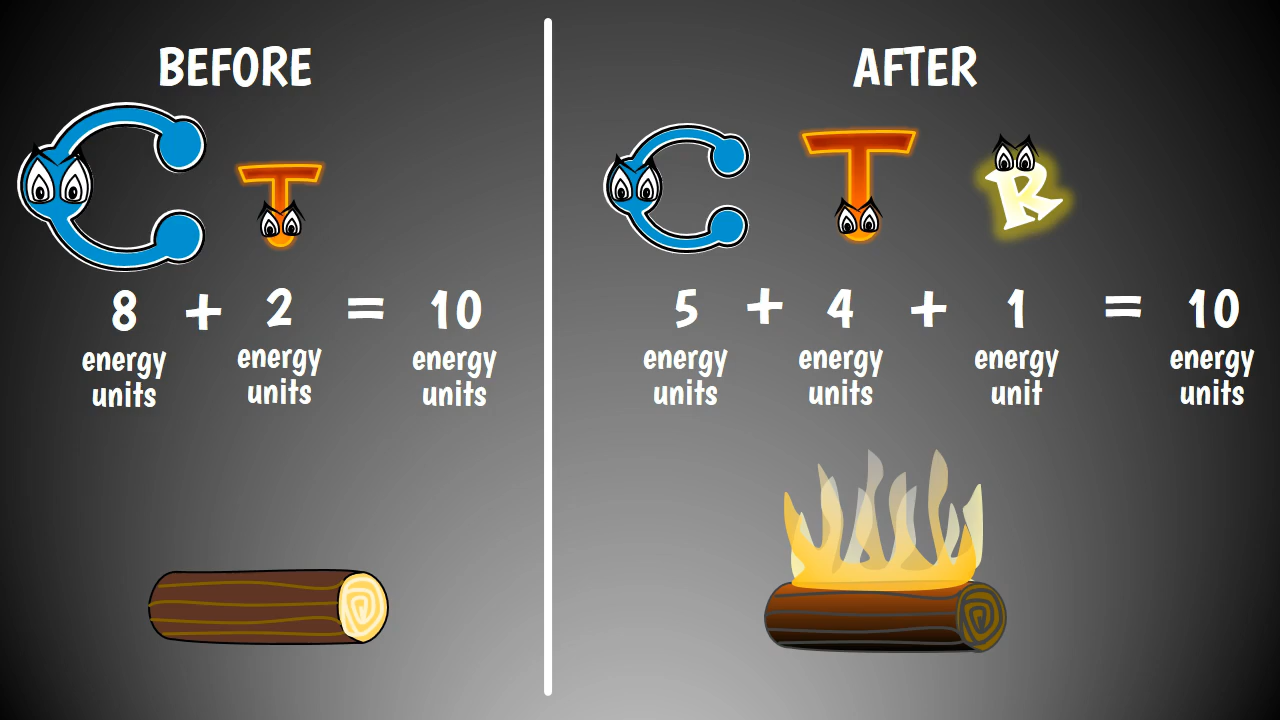 BEFORE
C T
8 + 2 = 10
energy energy energy
units units units
AFTER
C T R
5 + 4 + 1 = 10
energy energy energy energy
units units unit units